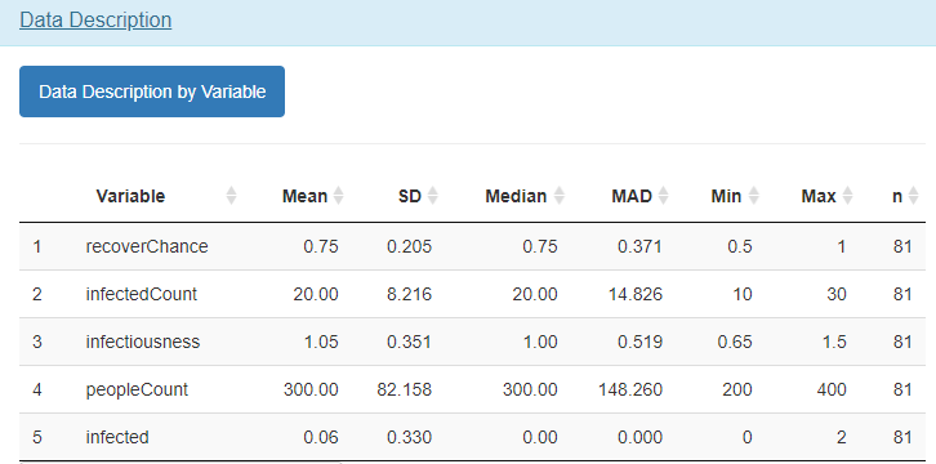 Data Description
Data Description by Variable
Variable Mean SD Median MAD Min Max n
1 recoverChance 0.75 0.205 0.75 0.371 0.5 1 81
2 infectedCount 20.00 8.216 20.00 14.826 10 30 81
3 infectiousness 1.05 0.351 1.00 0.519 0.65 1.5 81
4 peopleCount 300.00 82.158 300.00 148.260 200 400 81
5 infected 0.06 0.330 0.00 0.000 0 2 81